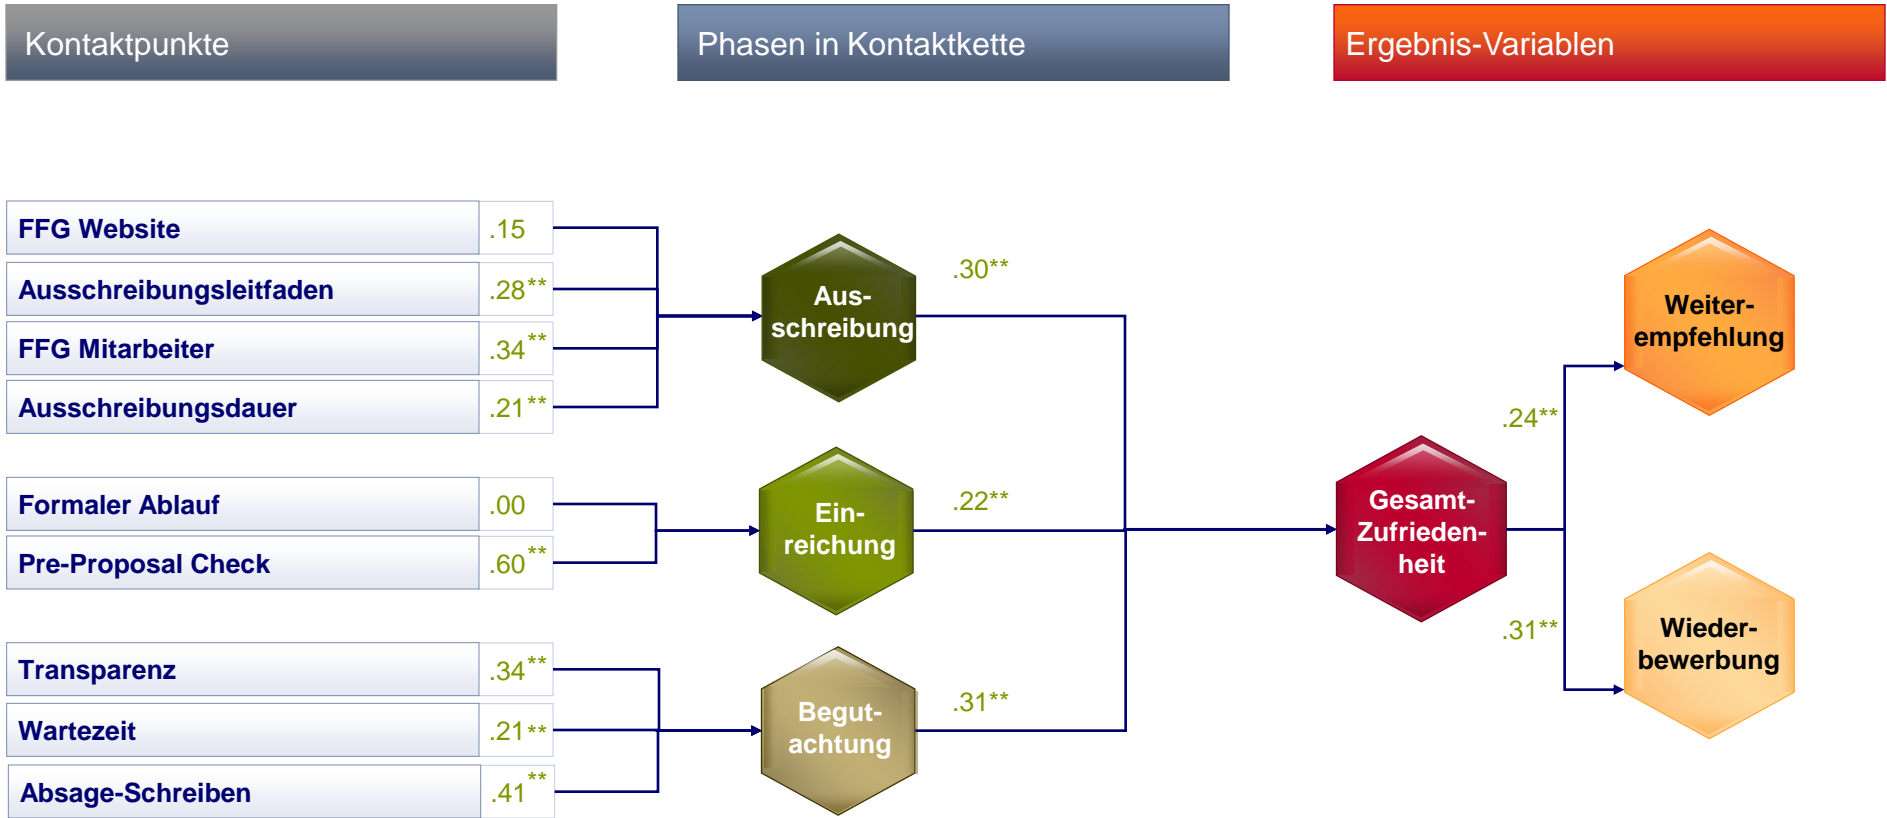 Kontaktpunkte
Phasen in Kontaktkette
Ergebnis-Variablen
FFG Website .15
Ausschreibungsleitfaden .28**
FFG Mitarbeiter .34**
Ausschreibungsdauer .21**
Formaler Ablauf .00
Pre-Proposal Check .60**
Transparenz .34**
Wartezeit .21**
Absage-Schreiben .41**
Aus-
schreibung
.30**
Ein-
reichung
.22**
Begut-
achtung
.31**
Gesamt-
Zufrieden-
heit
.24**
.31**
Weiter-
empfehlung
Wieder-
bewerbung